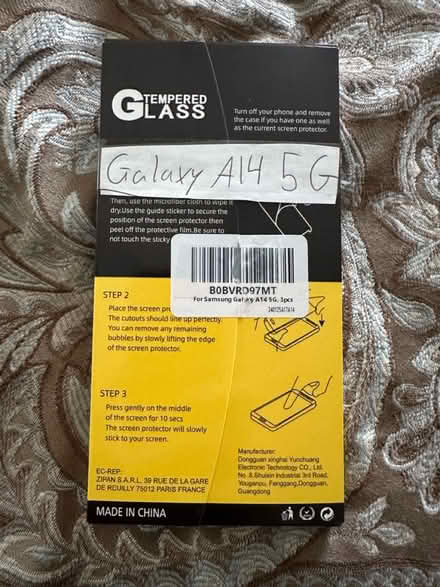 TEMPERED
GLASS
Turn off your phone and remove
the case if you have one as well
as the current screen protector.
Galaxy A14 5G
Then, use the microfiber cloth to wipe it
dry.Use the guide sticker to secure the
position of the screen protector then
peel off the protective film.Be sure to
not touch the sticky
B0BVRD97MT
For Samsung Galaxy A14 5G, 3pcs
STEP 2
Place the screen
The cutouts should line up perfectly.
You can remove any remaining
bubbles by slowly lifting the edge
of the screen protector.
STEP 3
Press gently on the middle
of the screen for 10 secs
The screen protector will slowly
stick to your screen.
Manufacturer:
Dongguan xinghai Yunchuang
Electronic Technology CO., Ltd.
No. 8.Shuixin Industrial 3rd Road,
Youganpu, Fenggang,Dongguan,
Guangdong
EC-REP:
ZIPAN S.A.R.L, 39 RUE DE LA GARE
DE REUILLY 75012 PARIS FRANCE
MADE IN CHINA